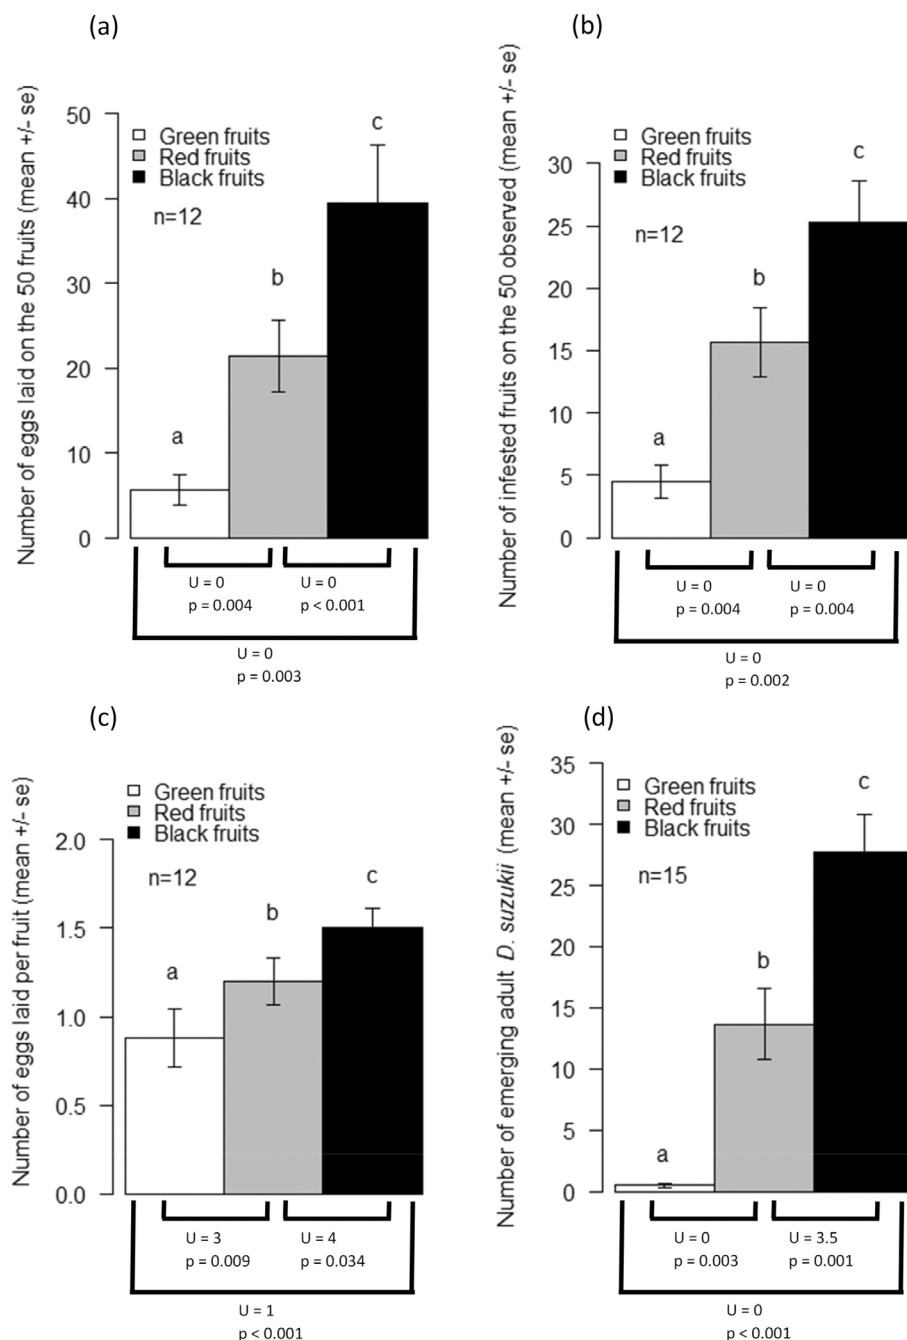 (a)
Number of eggs laid on the 50 fruits (mean +/- se)
50
40
30
20
10
0
Green fruits
Red fruits
Black fruits
n=12
a
b
c
U = 0
p = 0.004
U = 0
p < 0.001
U = 0
p = 0.003
(b)
Number of infested fruits on the 50 observed (mean +/- se)
30
25
20
15
10
5
0
Green fruits
Red fruits
Black fruits
n=12
a
b
c
U = 0
p = 0.004
U = 0
p = 0.004
U = 0
p = 0.002
(c)
Number of eggs laid per fruit (mean +/- se)
2.0
1.5
1.0
0.5
0.0
Green fruits
Red fruits
Black fruits
n=12
a
b
c
U = 3
p = 0.009
U = 4
p = 0.034
U = 1
p < 0.001
(d)
Number of emerging adult D. suzukii (mean +/- se)
35
30
25
20
15
10
5
0
Green fruits
Red fruits
Black fruits
n=15
a
b
c
U = 0
p = 0.003
U = 3.5
p = 0.001
U = 0
p < 0.001